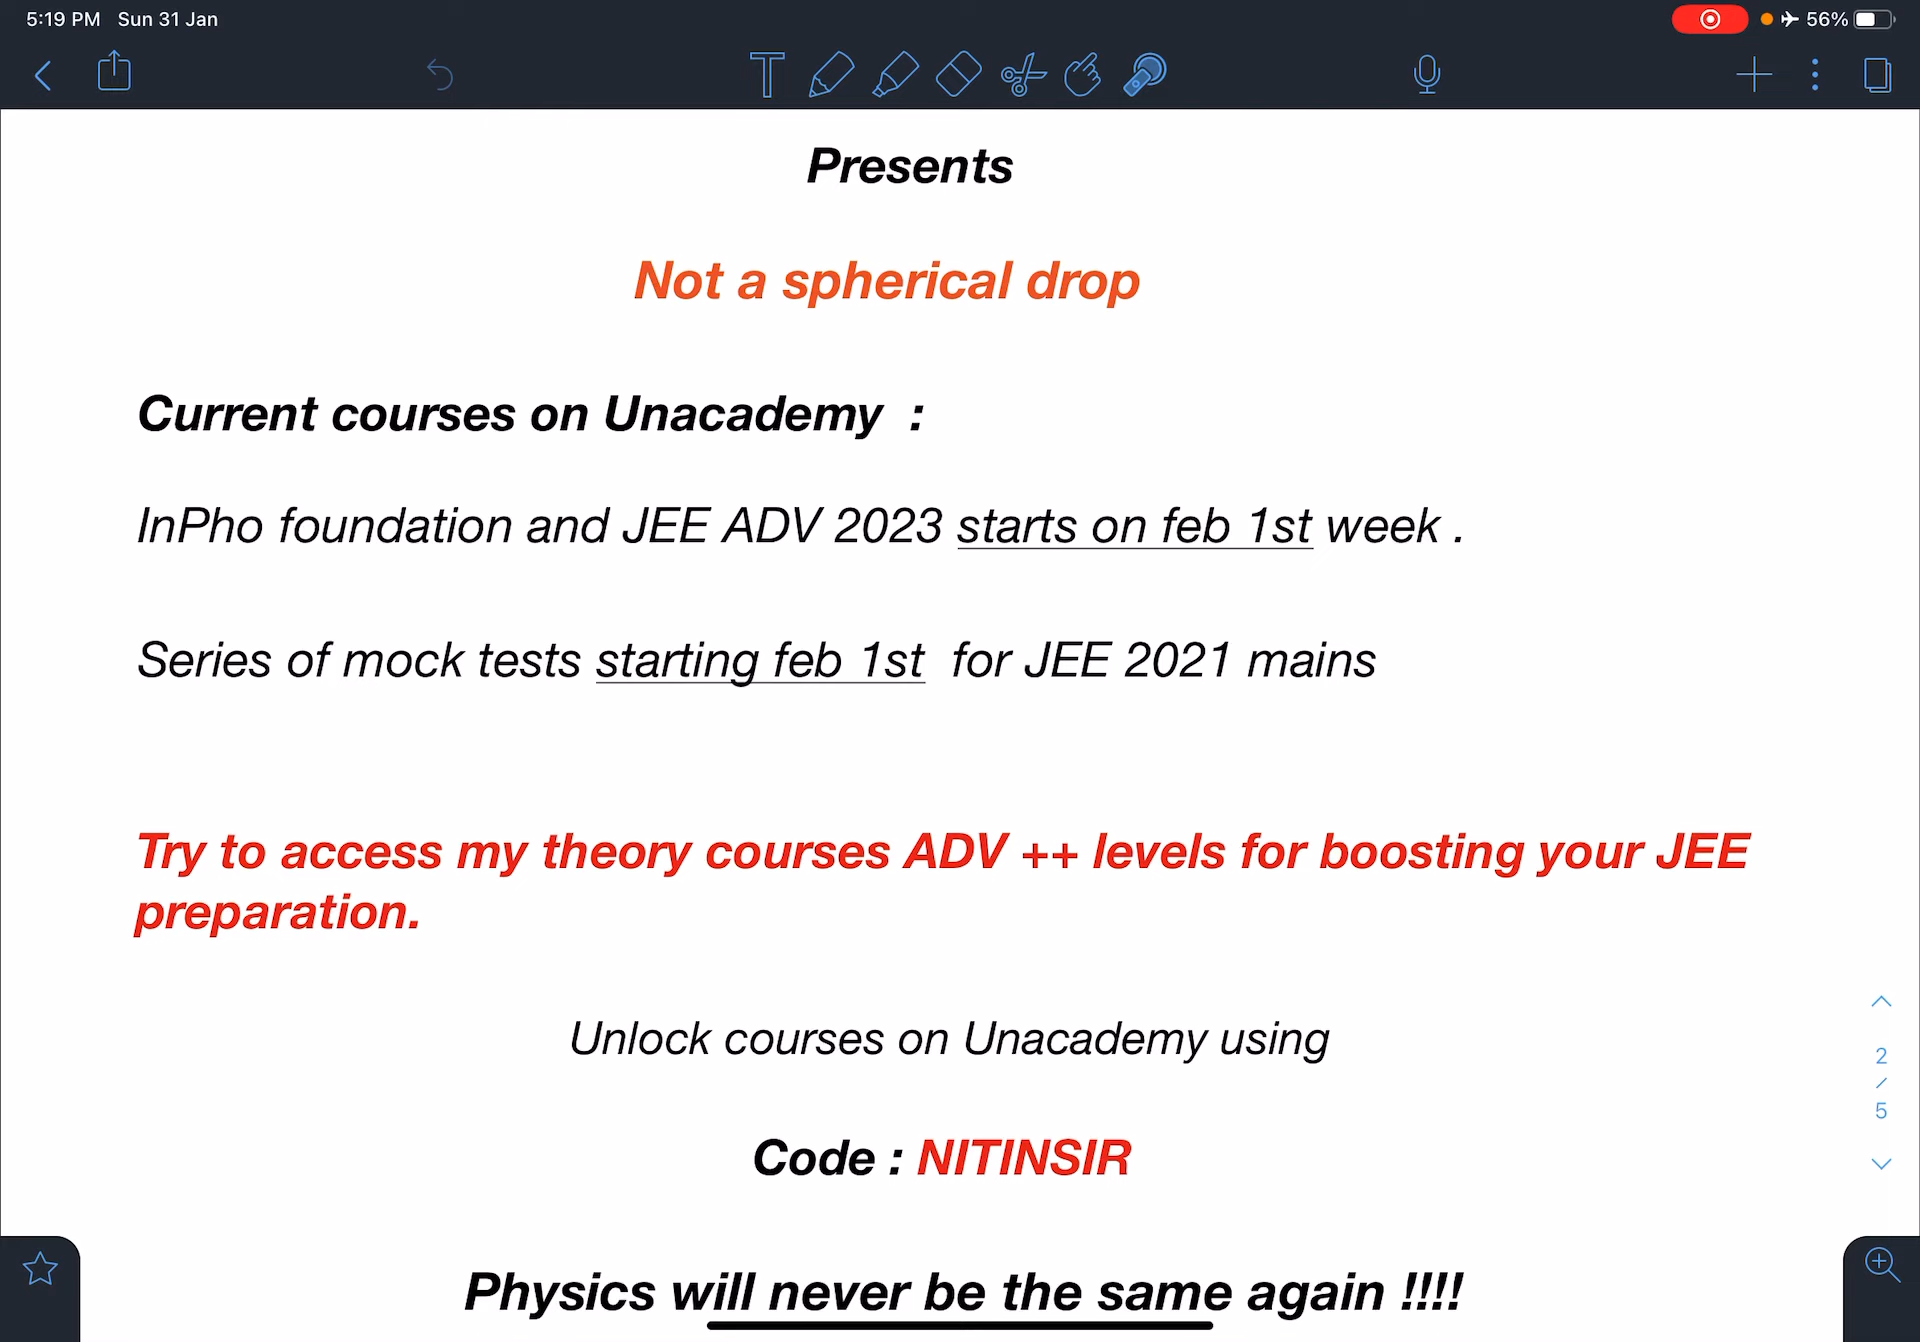 5:19 PM Sun 31 Jan
56%
Presents
Not a spherical drop
Current courses on Unacademy :
InPho foundation and JEE ADV 2023 starts on feb 1st week .
Series of mock tests starting feb 1st for JEE 2021 mains
Try to access my theory courses ADV ++ levels for boosting your JEE
preparation.
Unlock courses on Unacademy using
2
/
5
Code : NITINSIR
Physics will never be the same again !!!!